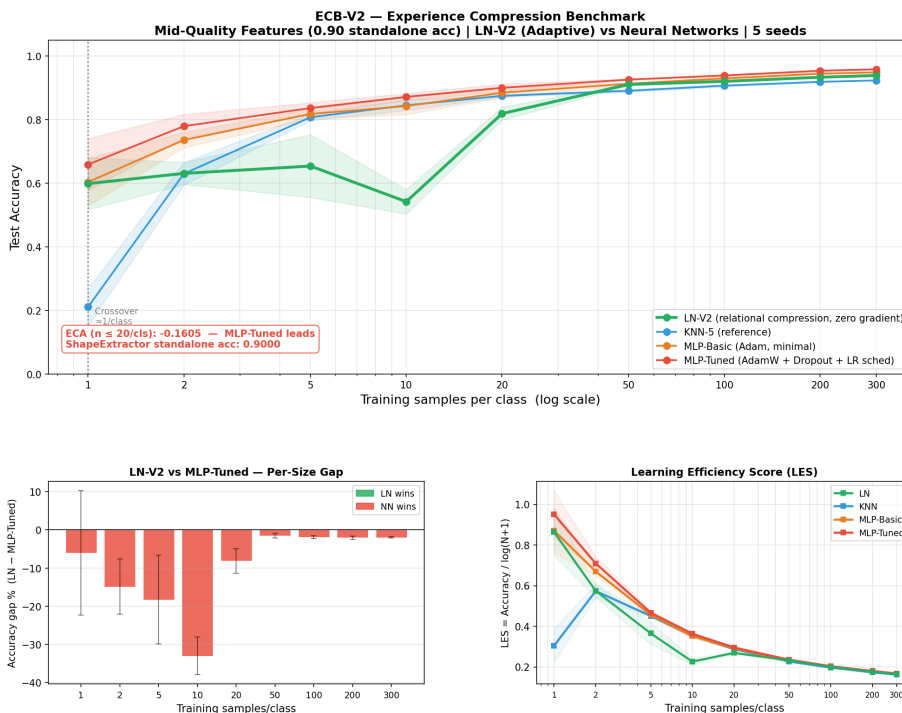 ECB-V2 — Experience Compression Benchmark
Mid-Quality Features (0.90 standalone acc) | LN-V2 (Adaptive) vs Neural Networks | 5 seeds
1.0
0.8
0.6
0.4
0.2
0.0
Test Accuracy
Crossover
≈1/class
ECA (n ≤ 20/cls): -0.1605 — MLP-Tuned leads
ShapeExtractor standalone acc: 0.9000
LN-V2 (relational compression, zero gradient)
KNN-5 (reference)
MLP-Basic (Adam, minimal)
MLP-Tuned (AdamW + Dropout + LR sched)
1 2 5 10 20 50 100 200 300
Training samples per class (log scale)
LN-V2 vs MLP-Tuned — Per-Size Gap
10
0
−10
−20
−30
−40
Accuracy gap % (LN − MLP-Tuned)
LN wins
NN wins
1 2 5 10 20 50 100 200 300
Training samples/class
Learning Efficiency Score (LES)
1.0
0.8
0.6
0.4
0.2
LES = Accuracy / log(N+1)
LN
KNN
MLP-Basic
MLP-Tuned
1 2 5 10 20 50 100 200 300
Training samples/class